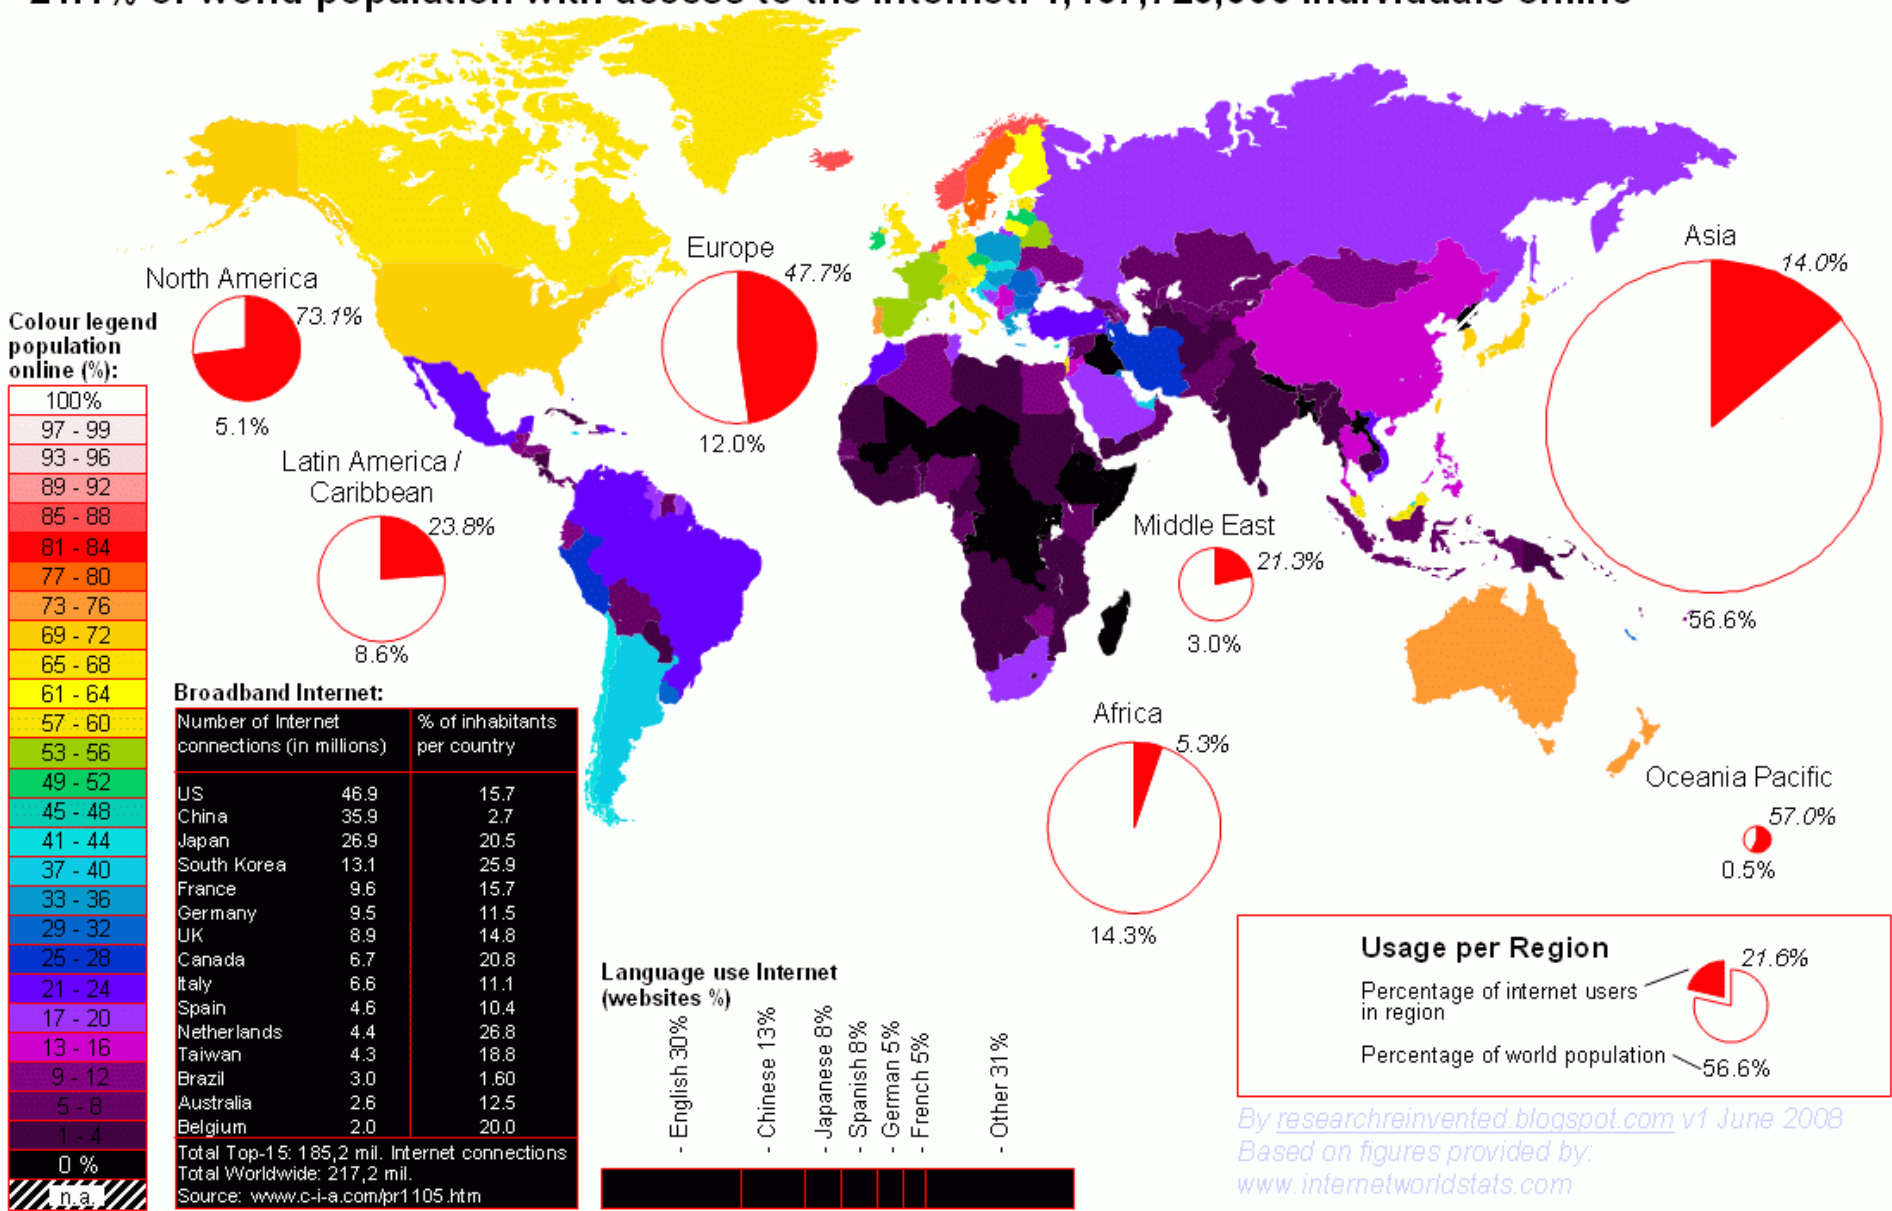 % of world population with access to the internet:
individuals online
North America
73.1%
5.1%
Europe
47.7%
12.0%
Asia
14.0%
56.6%
Latin America /
Caribbean
23.8%
8.6%
Middle East
21.3%
3.0%
Africa
5.3%
14.3%
Oceania Pacific
57.0%
0.5%
Colour legend
population
online (%):
100%
97 - 99
93 - 96
89 - 92
85 - 88
81 - 84
77 - 80
73 - 76
69 - 72
65 - 68
61 - 64
57 - 60
53 - 56
49 - 52
45 - 48
41 - 44
37 - 40
33 - 36
29 - 32
25 - 28
21 - 24
17 - 20
13 - 16
9 - 12
5 - 8
1 - 4
0 %
n.a.
Broadband Internet:
Number of Internet connections (in millions) % of inhabitants per country
US 46.9 15.7
China 35.9 2.7
Japan 26.9 20.5
South Korea 13.1 25.9
France 9.6 15.7
Germany 9.5 11.5
UK 8.9 14.8
Canada 6.7 20.8
Italy 6.6 11.1
Spain 4.6 10.4
Netherlands 4.4 26.8
Taiwan 4.3 18.8
Brazil 3.0 1.60
Australia 2.6 12.5
Belgium 2.0 20.0
Total Top-15: 185,2 mil. Internet connections
Total Worldwide: 217,2 mil.
Source: www.c-i-a.com/pr1105.htm
Language use Internet
(websites %)
- English 30%
- Chinese 13%
- Japanese 8%
- Spanish 8%
- German 5%
- French 5%
- Other 31%
Usage per Region
21.6%
Percentage of internet users
in region
Percentage of world population
56.6%
By researchreinvented.blogspot.com v1 June 2008
Based on figures provided by:
www.internetworldstats.com